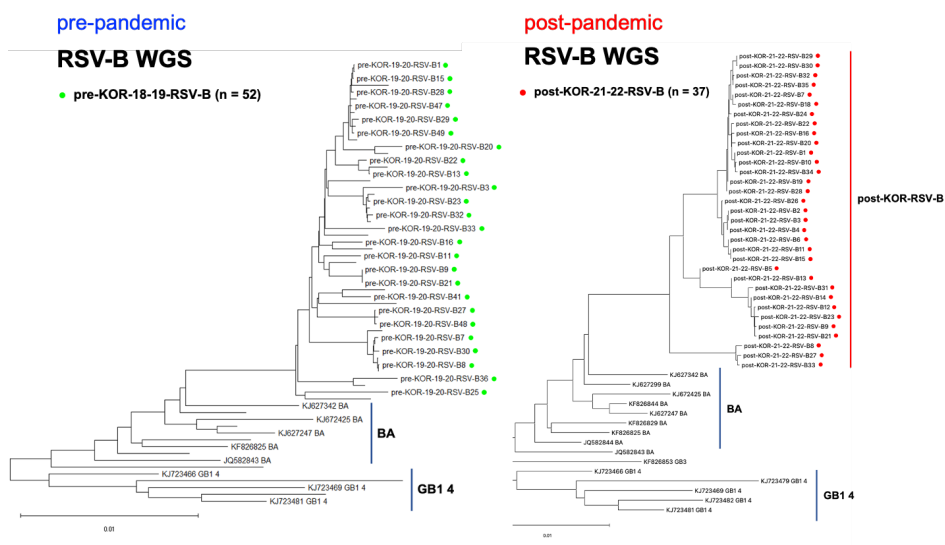 pre-pandemic
RSV-B WGS
pre-KOR-18-19-RSV-B (n = 52)
pre-KOR-19-20-RSV-B1
pre-KOR-19-20-RSV-B15
pre-KOR-19-20-RSV-B28
pre-KOR-19-20-RSV-B47
pre-KOR-19-20-RSV-B29
pre-KOR-19-20-RSV-B49
pre-KOR-19-20-RSV-B20
pre-KOR-19-20-RSV-B22
pre-KOR-19-20-RSV-B13
pre-KOR-19-20-RSV-B3
pre-KOR-19-20-RSV-B23
pre-KOR-19-20-RSV-B32
pre-KOR-19-20-RSV-B33
pre-KOR-19-20-RSV-B16
pre-KOR-19-20-RSV-B11
pre-KOR-19-20-RSV-B9
pre-KOR-19-20-RSV-B21
pre-KOR-19-20-RSV-B41
pre-KOR-19-20-RSV-B27
pre-KOR-19-20-RSV-B48
pre-KOR-19-20-RSV-B7
pre-KOR-19-20-RSV-B30
pre-KOR-19-20-RSV-B8
pre-KOR-19-20-RSV-B36
pre-KOR-19-20-RSV-B25
KJ627342 BA
KJ672425 BA
KJ627247 BA
KF826825 BA
JQ582843 BA
BA
KJ723466 GB1 4
KJ723469 GB1 4
KJ723481 GB1 4
GB1 4
0.01
post-pandemic
RSV-B WGS
post-KOR-21-22-RSV-B (n = 37)
post-KOR-21-22-RSV-B29
post-KOR-21-22-RSV-B30
post-KOR-21-22-RSV-B32
post-KOR-21-22-RSV-B35
post-KOR-21-22-RSV-B7
post-KOR-21-22-RSV-B18
post-KOR-21-22-RSV-B24
post-KOR-21-22-RSV-B22
post-KOR-21-22-RSV-B16
post-KOR-21-22-RSV-B20
post-KOR-21-22-RSV-B1
post-KOR-21-22-RSV-B10
post-KOR-21-22-RSV-B34
post-KOR-21-22-RSV-B19
post-KOR-21-22-RSV-B28
post-KOR-21-22-RSV-B26
post-KOR-21-22-RSV-B2
post-KOR-21-22-RSV-B3
post-KOR-21-22-RSV-B4
post-KOR-21-22-RSV-B6
post-KOR-21-22-RSV-B11
post-KOR-21-22-RSV-B15
post-KOR-21-22-RSV-B5
post-KOR-21-22-RSV-B13
post-KOR-21-22-RSV-B31
post-KOR-21-22-RSV-B14
post-KOR-21-22-RSV-B12
post-KOR-21-22-RSV-B23
post-KOR-21-22-RSV-B9
post-KOR-21-22-RSV-B21
post-KOR-21-22-RSV-B8
post-KOR-21-22-RSV-B27
post-KOR-21-22-RSV-B33
post-KOR-RSV-B
KJ627342 BA
KJ627299 BA
KJ672425 BA
KF826844 BA
KJ627247 BA
KF826829 BA
KF826825 BA
JQ582844 BA
JQ582843 BA
BA
KF826853 GB3
KJ723466 GB1 4
KJ723479 GB1 4
KJ723469 GB1 4
KJ723482 GB1 4
KJ723481 GB1 4
GB1 4
0.01